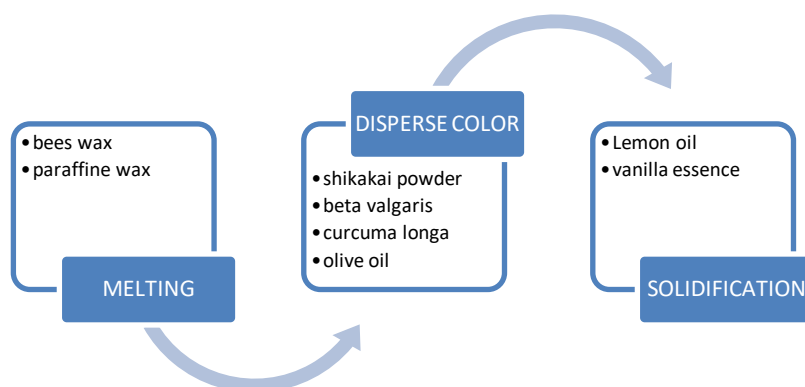 • bees wax
• paraffine wax
MELTING
DISPERSE COLOR
• shikakai powder
• beta valgaris
• curcuma longa
• olive oil
• Lemon oil
• vanilla essence
SOLIDIFICATION